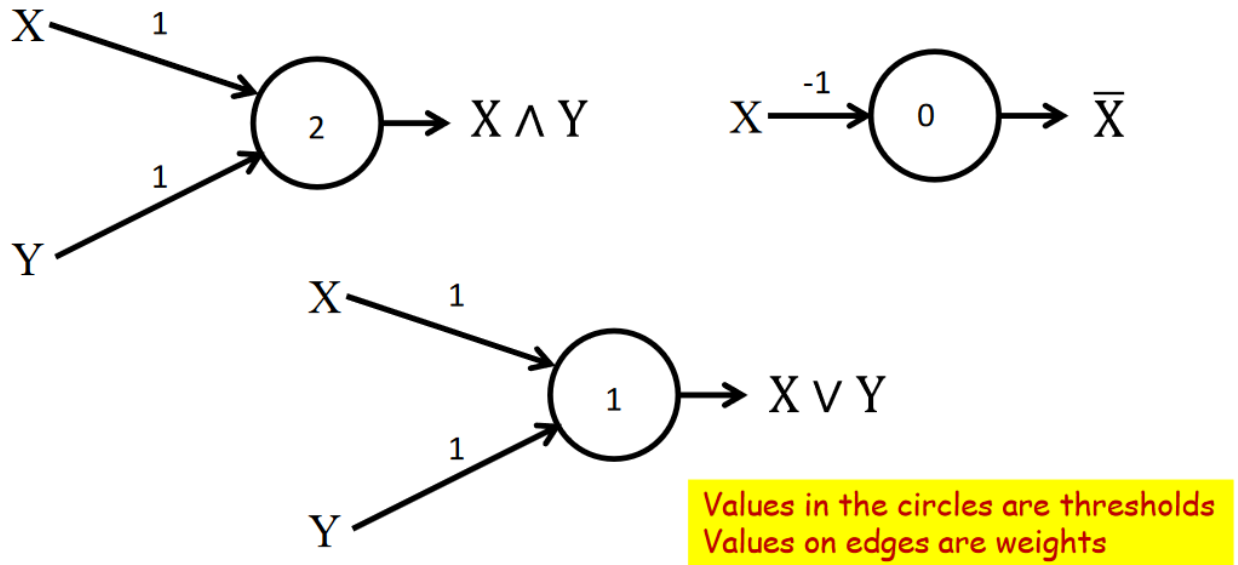 X
1
2
X ∧ Y
1
Y
X
-1
0
X̅
X
1
1
X ∨ Y
1
Y
Values in the circles are thresholds
Values on edges are weights